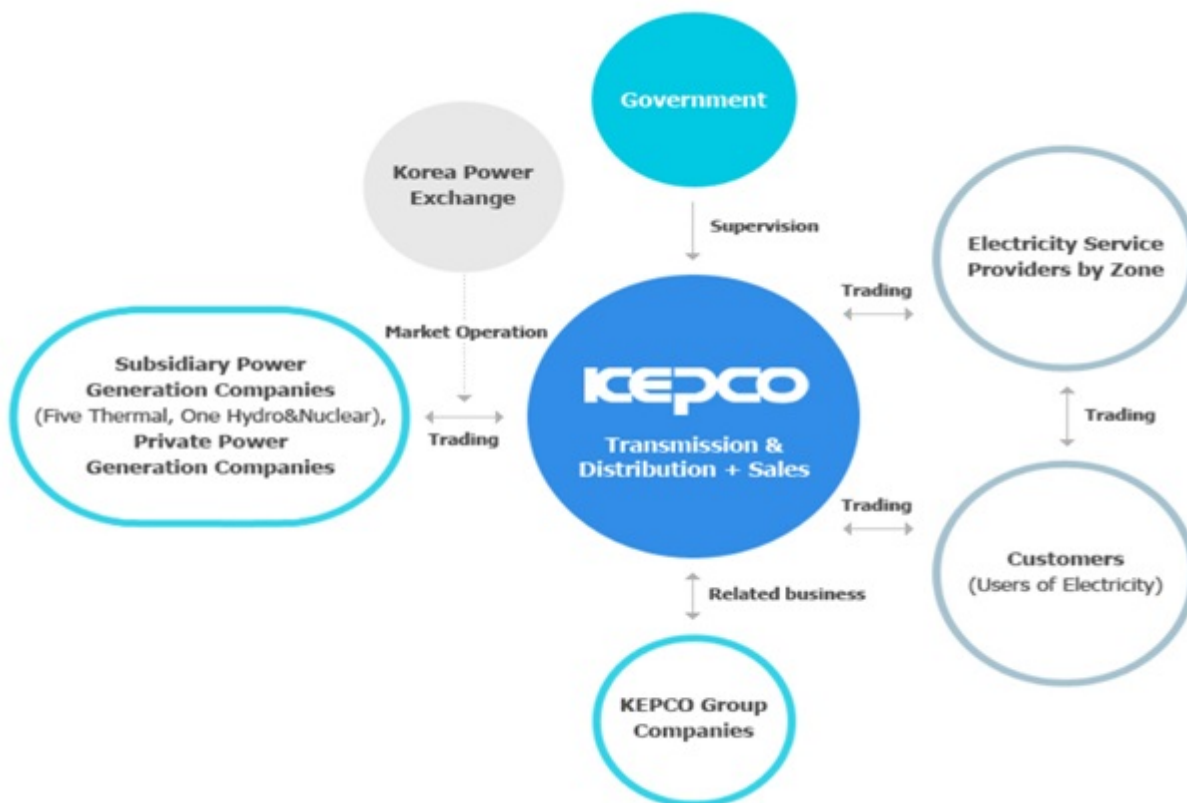 Government
Korea Power
Exchange
Supervision
Electricity Service
Providers by Zone
Trading
Market Operation
Subsidiary Power
Generation Companies
(Five Thermal, One Hydro&Nuclear),
Private Power
Generation Companies
Trading
KEPCO
Transmission &
Distribution + Sales
Trading
Trading
Customers
(Users of Electricity)
Related business
KEPCO Group
Companies